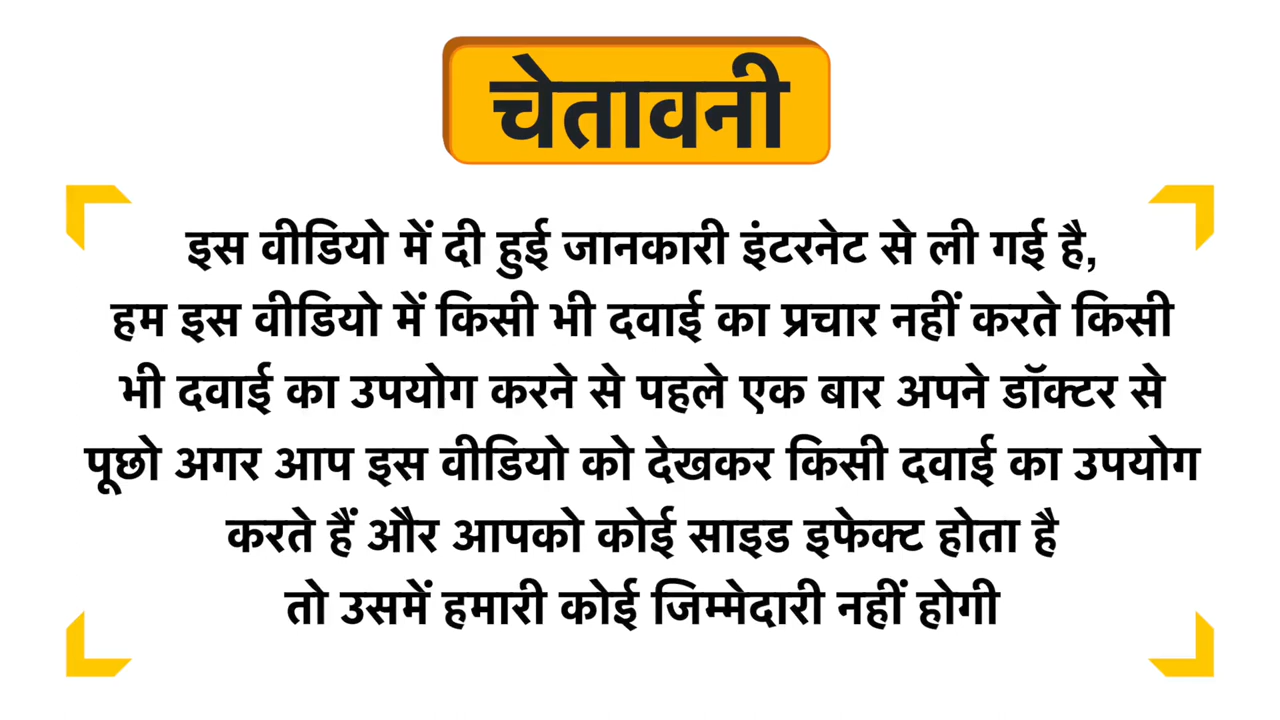 चेतावनी
इस वीडियो में दी हुई जानकारी इंटरनेट से ली गई है,
हम इस वीडियो में किसी भी दवाई का प्रचार नहीं करते किसी
भी दवाई का उपयोग करने से पहले एक बार अपने डॉक्टर से
पूछो अगर आप इस वीडियो को देखकर किसी दवाई का उपयोग
करते हैं और आपको कोई साइड इफेक्ट होता है
तो उसमें हमारी कोई जिम्मेदारी नहीं होगी